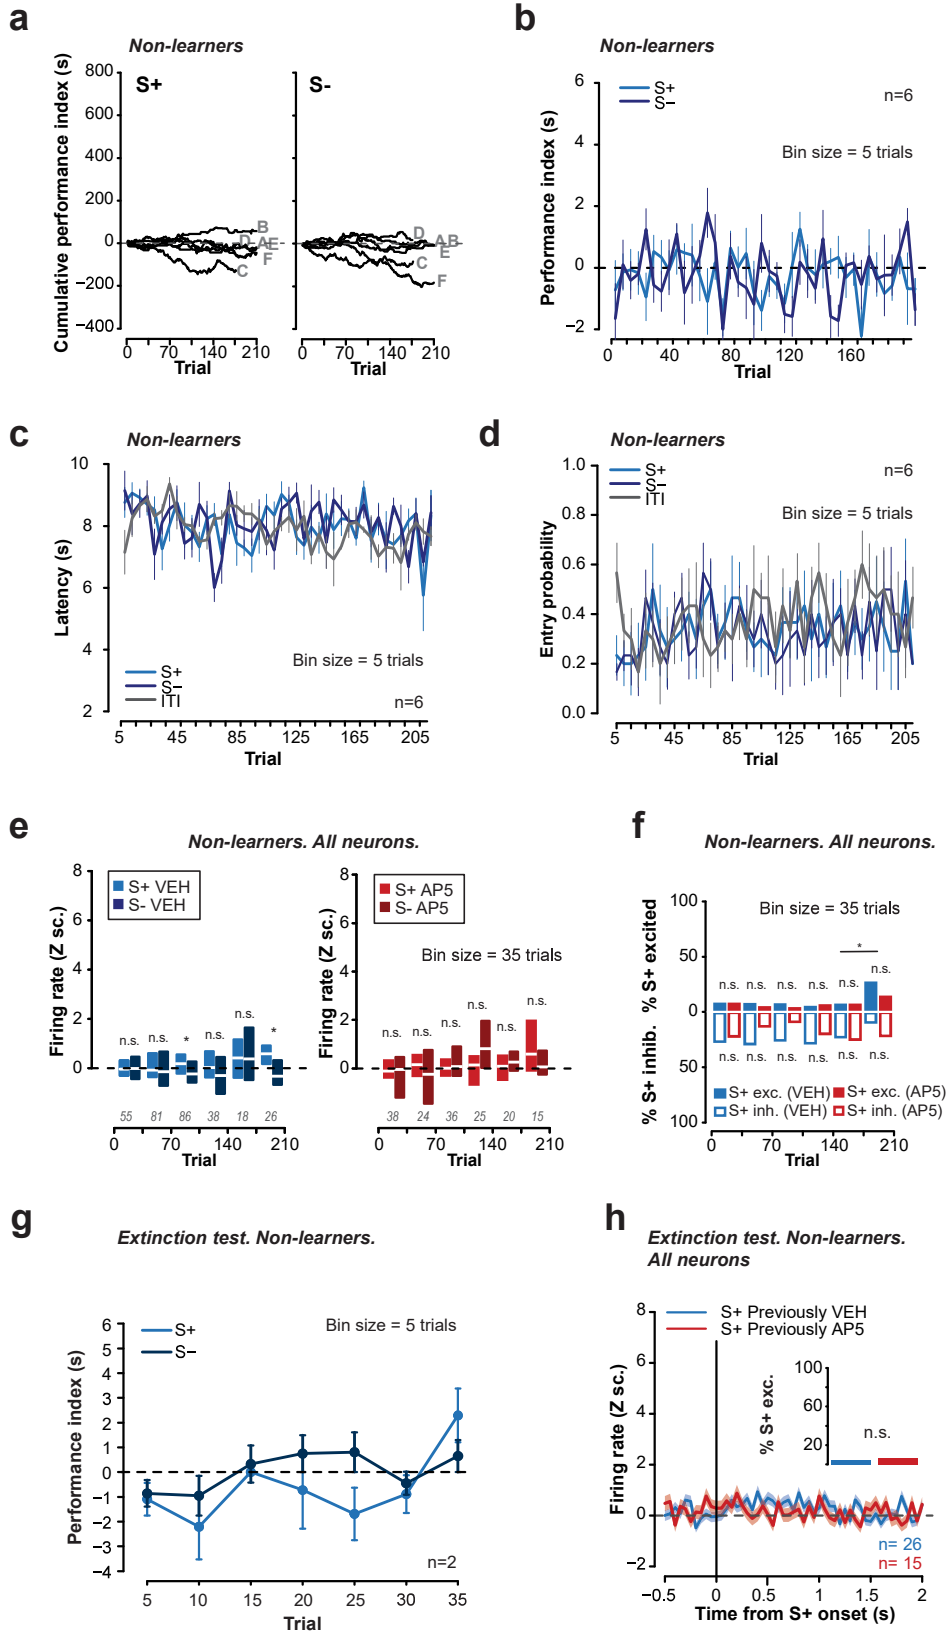 a
Non-learners
S+
S-
Cumulative performance index (s)
800
600
400
200
0
−200
−400
B
D
A
E
F
C
D
A
B
E
C
F
0
70
140
210
0
70
140
210
Trial
Trial
b
Non-learners
S+
S−
n=6
Bin size = 5 trials
Performance index (s)
6
4
2
0
−2
0
40
80
120
160
Trial
c
Non-learners
Latency (s)
10
8
6
4
2
Bin size = 5 trials
S+
S−
ITI
n=6
5
45
85
125
165
205
Trial
d
Non-learners
S+
S−
ITI
n=6
Bin size = 5 trials
Entry probability
1.0
0.8
0.6
0.4
0.2
0.0
5
45
85
125
165
205
Trial
e
Non-learners. All neurons.
S+ VEH
S- VEH
Firing rate (Z sc.)
8
6
4
2
0
−2
n.s.
n.s.
*
n.s.
n.s.
*
55
81
86
38
18
26
0
70
140
210
Trial
S+ AP5
S- AP5
Bin size = 35 trials
Firing rate (Z sc.)
8
6
4
2
0
−2
n.s.
n.s.
n.s.
n.s.
n.s.
n.s.
38
24
36
25
20
15
0
70
140
210
Trial
f
Non-learners. All neurons.
Bin size = 35 trials
% S+ inhib. % S+ excited
100
50
0
50
100
*
n.s.
n.s.
n.s.
n.s.
n.s.
n.s.
n.s.
n.s.
n.s.
n.s.
n.s.
n.s.
S+ exc. (VEH)
S+ exc. (AP5)
S+ inh. (VEH)
S+ inh. (AP5)
0
70
140
210
Trial
g
Extinction test. Non-learners.
S+
S−
Bin size = 5 trials
Performance index (s)
6
5
4
3
2
1
0
−1
−2
−3
−4
n=2
5
10
15
20
25
30
35
Trial
h
Extinction test. Non-learners.
All neurons
S+ Previously VEH
S+ Previously AP5
Firing rate (Z sc.)
8
6
4
2
0
−2
% S+ exc.
100
80
60
40
20
n.s.
n= 26
n= 15
−0.5
0
0.5
1
1.5
2
Time from S+ onset (s)